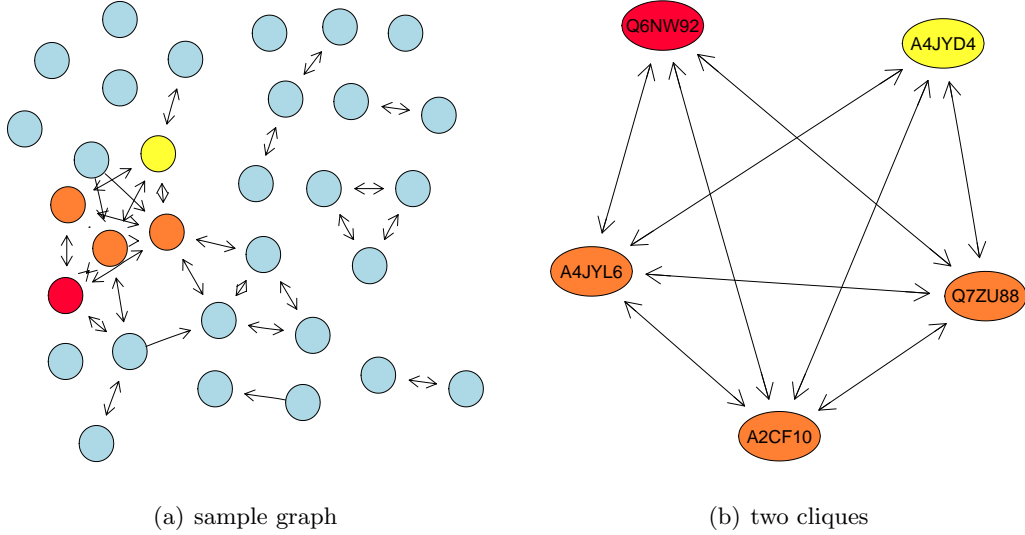 Q6NW92
A4JYD4
A4JYL6
Q7ZU88
A2CF10
(a) sample graph
(b) two cliques